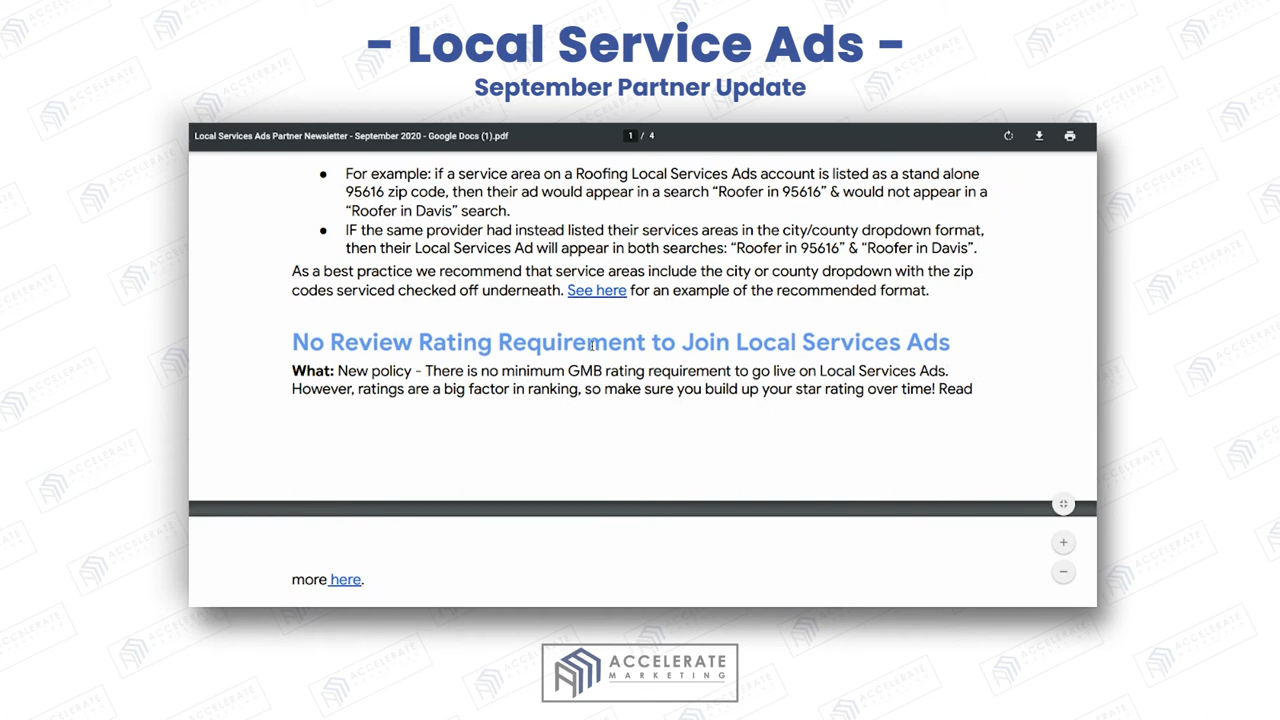 - Local Service Ads -
September Partner Update
Local Services Ads Partner Newsletter - September 2020 - Google Docs (1).pdf
1 / 4
● For example: if a service area on a Roofing Local Services Ads account is listed as a stand alone
95616 zip code, then their ad would appear in a search “Roofer in 95616” & would not appear in a
“Roofer in Davis” search.
● IF the same provider had instead listed their services areas in the city/county dropdown format,
then their Local Services Ad will appear in both searches: “Roofer in 95616” & “Roofer in Davis”.
As a best practice we recommend that service areas include the city or county dropdown with the zip
codes serviced checked off underneath. See here for an example of the recommended format.
No Review Rating Requirement to Join Local Services Ads
What: New policy - There is no minimum GMB rating requirement to go live on Local Services Ads.
However, ratings are a big factor in ranking, so make sure you build up your star rating over time! Read
more here.
ACCELERATE
MARKETING